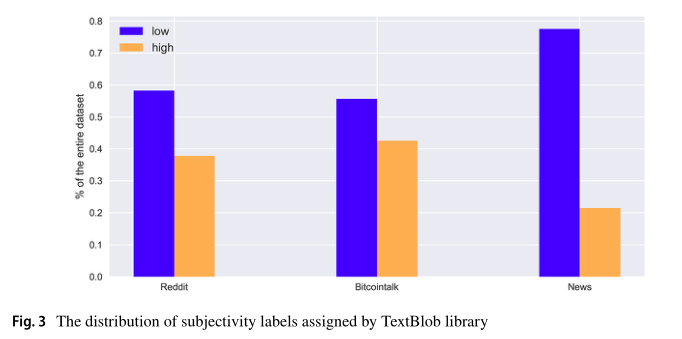 0.8
low
high
0.7
0.6
0.5
0.4
0.3
0.2
0.1
0.0
% of the entire dataset
Reddit Bitcointalk News
Fig. 3 The distribution of subjectivity labels assigned by TextBlob library